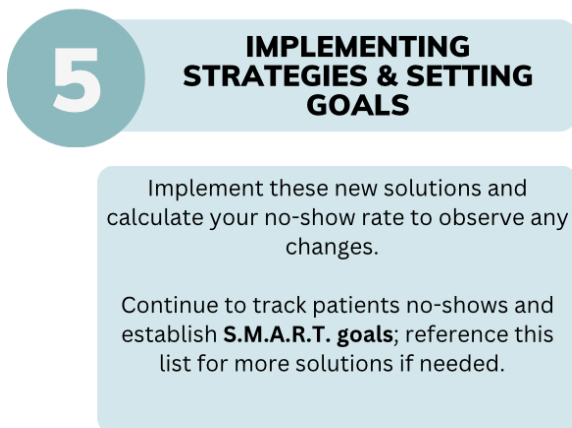 5
IMPLEMENTING
STRATEGIES & SETTING
GOALS
Implement these new solutions and
calculate your no-show rate to observe any
changes.
Continue to track patients no-shows and
establish S.M.A.R.T. goals; reference this
list for more solutions if needed.